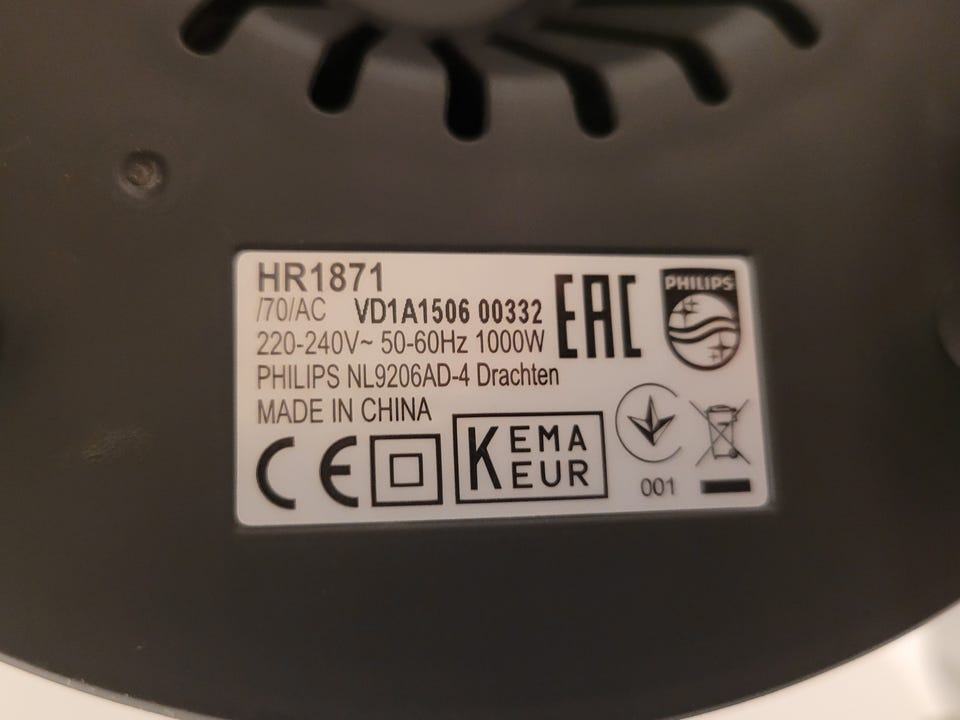 HR1871
/70/AC VD1A1506 00332
220-240V~ 50-60Hz 1000W
PHILIPS NL9206AD-4 Drachten
MADE IN CHINA
EAC
PHILIPS
CE
KEMA
EUR
001